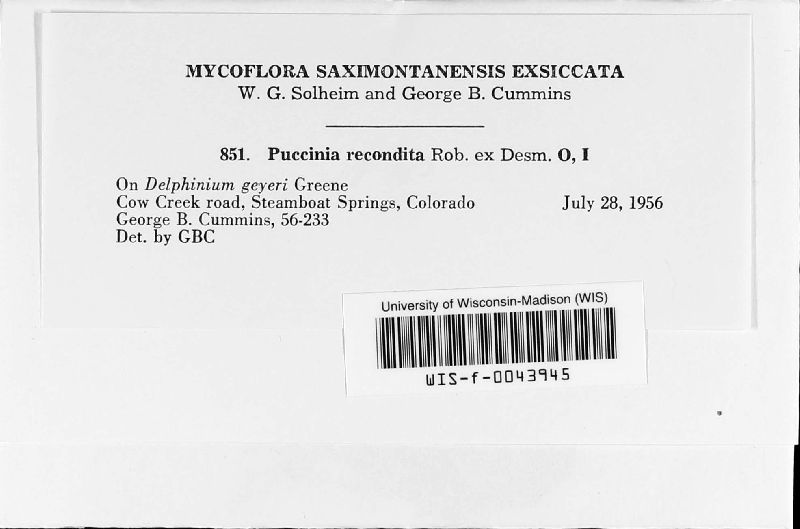 MYCOFLORA SAXIMONTANENSIS EXSICCATA
W. G. Solheim and George B. Cummins
851. Puccinia recondita Rob. ex Desm. O, I
On Delphinium geyeri Greene
Cow Creek road, Steamboat Springs, Colorado July 28, 1956
George B. Cummins, 56-233
Det. by GBC
University of Wisconsin-Madison (WIS)
WIS-f-0043945